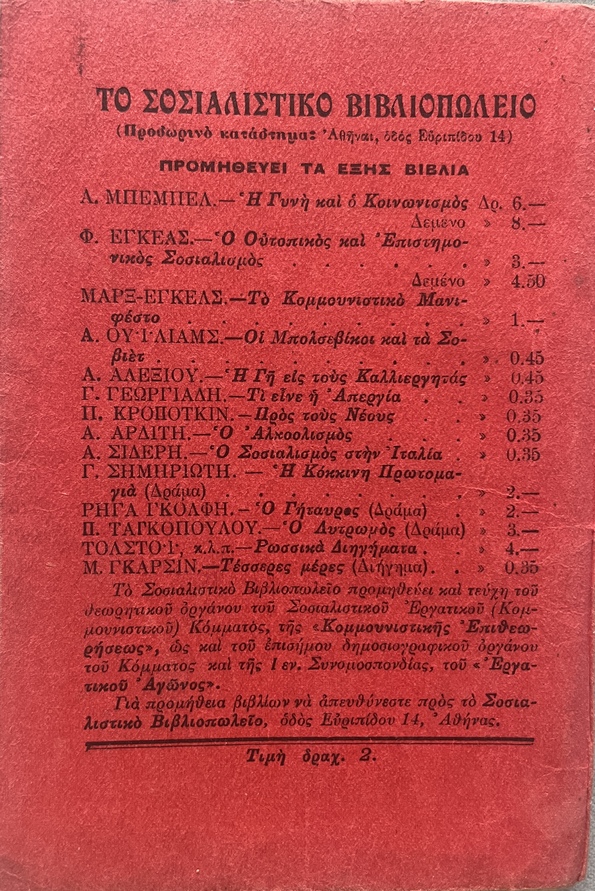 ΤΟ ΣΟΣΙΑΛΙΣΤΙΚΟ ΒΙΒΛΙΟΠΩΛΕΙΟ
(Προσωρινὸ κατάστημα: Ἀθῆναι, ὁδὸς Εὐριπίδου 14)
ΠΡΟΜΗΘΕΥΕΙ ΤΑ ΕΞΗΣ ΒΙΒΛΙΑ
Α. ΜΠΕΜΠΕΛ.—Ἡ Γυνὴ καὶ ὁ Κοινωνισμὸς Δρ. 6.—
Δεμένο » 8.—
Φ. ΕΓΚΕΛΣ.—Ὁ Οὐτοπικὸς καὶ Ἐπιστημο-
νικὸς Σοσιαλισμὸς . . . . . . » 3.—
Δεμένο » 4.50
ΜΑΡΞ-ΕΓΚΕΛΣ.—Τὸ Κομμουνιστικὸ Μανι-
φέστο . . . . . . . . » 1.—
Α. ΟΥ·Ι·ΛΙΑΜΣ.—Οἱ Μπολσεβίκοι καὶ τὰ Σο-
βιὲτ . . . . . . . . . ». 0.45
Α. ΑΛΕΞΙΟΥ.—Ἡ Γῆ εἰς τοὺς Καλλιεργητάς » 0.45
Γ. ΓΕΩΡΓΙΑΔΗ.—Τὶ εἶνε ἡ Ἀπεργία . . » 0.35
Π. ΚΡΟΠΟΤΚΙΝ.—Πρὸς τοὺς Νέους . . » 0.35
Α. ΑΡΔΙΤΗ.—Ὁ Ἀλκοολισμὸς . . . » 0.35
Α. ΣΙΔΕΡΗ.—Ὁ Σοσιαλισμὸς στὴν Ἰταλία . » 0.35
Γ. ΣΗΜΗΡΙΩΤΗ. — Ἡ Κόκκινη Πρωτομα-
γιὰ (Δράμα) . . . . . . . » 2.—
ΡΗΓΑ ΓΚΟΛΦΗ.—Ὁ Γήταυρος (Δράμα) . » 2.—
Π. ΤΑΓΚΟΠΟΥΛΟΥ.—Ὁ Λυτρωμὸς (Δράμα) » 3.—
ΤΟΛΣΤΟ·Ι·, κ.λ.π.—Ρωσσικὰ Διηγήματα . . » 4.—
Μ. ΓΚΑΡΣΙΝ.—Τέσσερες μέρες (Διήγημα). . » 0.35
Τὸ Σοσιαλιστικὸ Βιβλιοπωλεῖο προμηθεύει καὶ τεύχη τοῦ
θεωρητικοῦ ὀργάνου τοῦ Σοσιαλιστικοῦ Ἐργατικοῦ (Κομ-
μουνιστικοῦ) Κόμματος, τῆς «Κομμουνιστικῆς Ἐπιθεω-
ρήσεως», ὡς καὶ τοῦ ἐπισήμου δημοσιογραφικοῦ ὀργάνου
τοῦ Κόμματος καὶ τῆς Γεν. Συνομοσπονδίας, τοῦ «Ἐργα-
τικοῦ Ἀγῶνος».
Γιὰ προμήθεια βιβλίων νὰ ἀπευθύνεστε πρὸς τὸ Σοσια-
λιστικὸ Βιβλιοπωλεῖο, ὁδὸς Εὐριπίδου 14, Ἀθήνας.
Τιμὴ δραχ. 2.